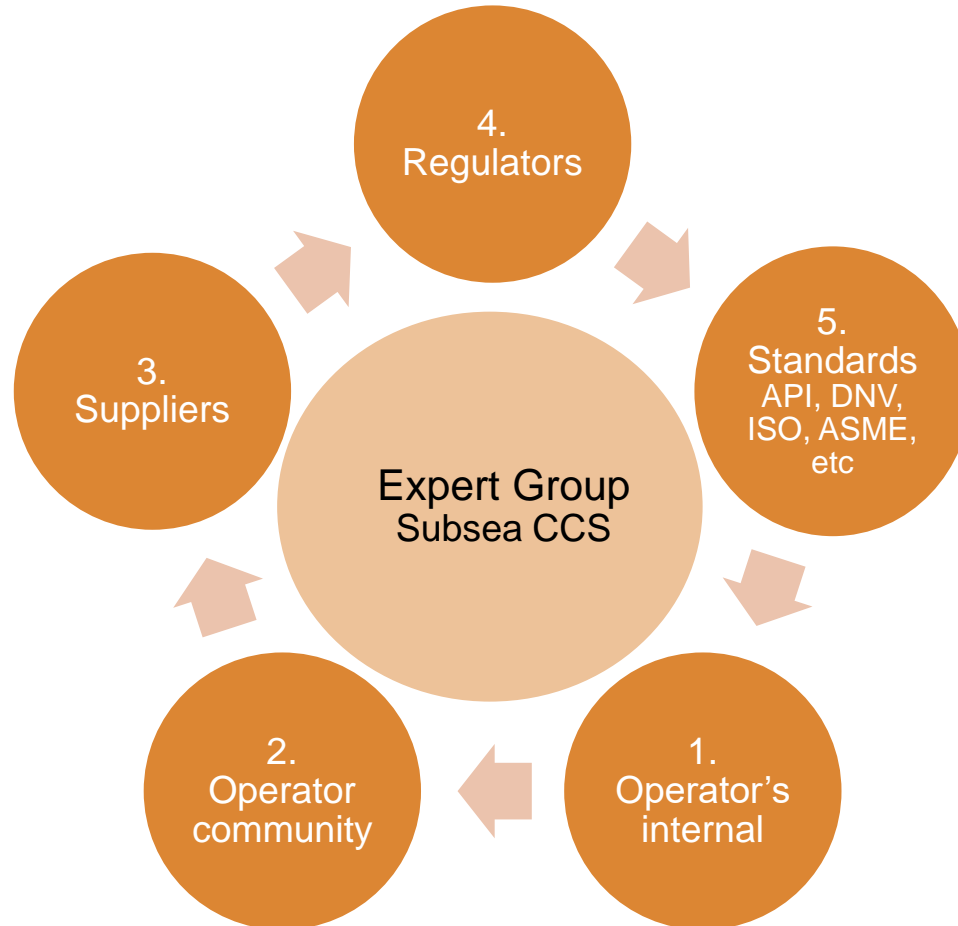 4.
Regulators
3.
Suppliers
5.
Standards
API, DNV,
ISO, ASME,
etc
Expert Group
Subsea CCS
2.
Operator
community
1.
Operator’s
internal